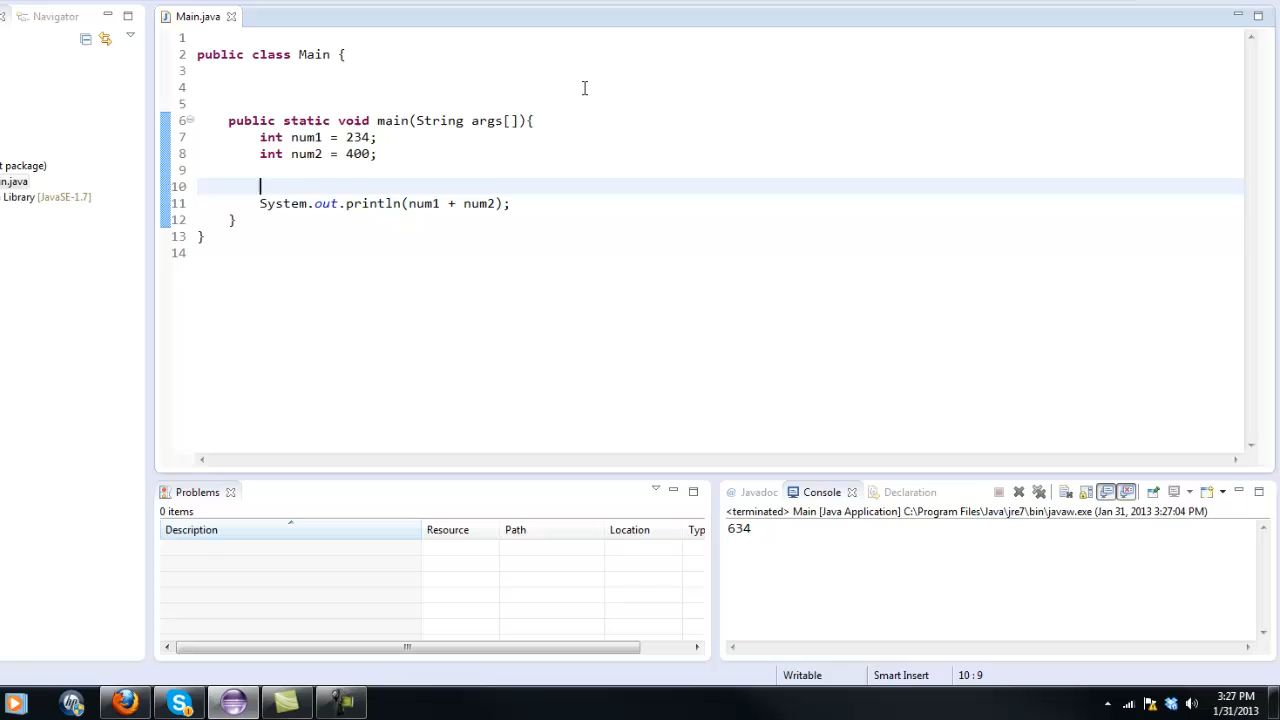 Navigator
Main.java
1
2 public class Main {
3
4
5
6 public static void main(String args[]){
7 int num1 = 234;
8 int num2 = 400;
9
10
11 System.out.println(num1 + num2);
12 }
13 }
14
t package)
in.java
Library [JavaSE-1.7]
Problems
0 items
Description Resource Path Location Typ
@ Javadoc Console Declaration
<terminated> Main [Java Application] C:\Program Files\Java\jre7\bin\javaw.exe (Jan 31, 2013 3:27:04 PM)
634
Writable Smart Insert 10 : 9
3:27 PM
1/31/2013